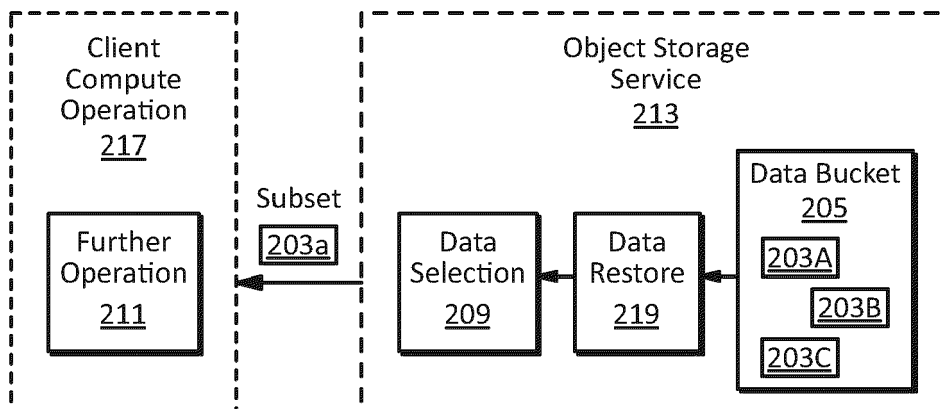 Client
Compute
Operation
217
Further
Operation
211
Subset
203a
Object Storage
Service
213
Data
Selection
209
Data
Restore
219
Data Bucket
205
203A
203B
203C